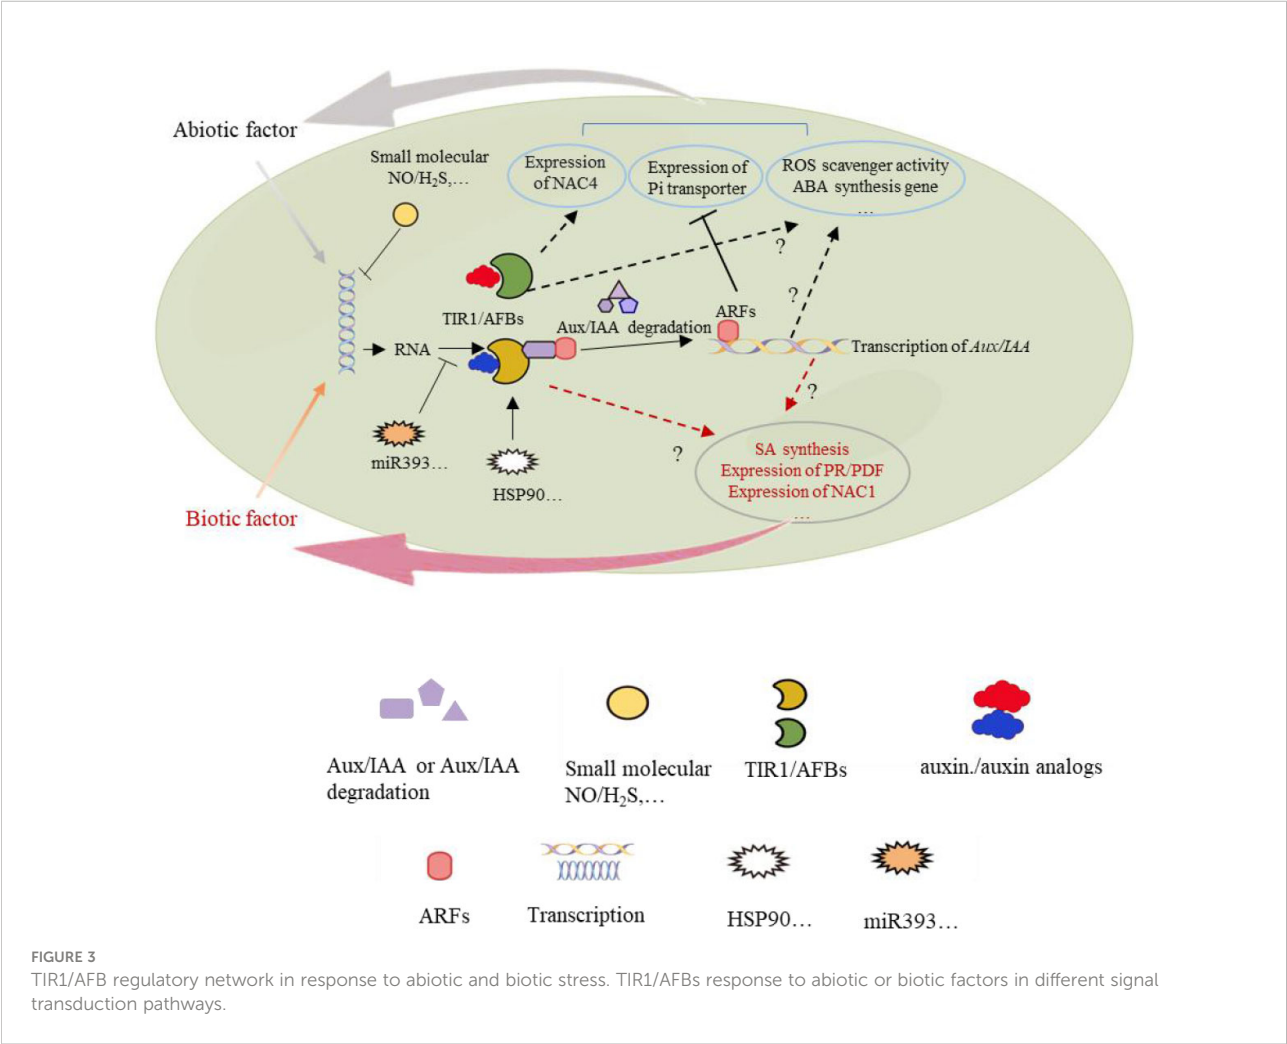 Abiotic factor
Small molecular
NO/H₂S,…
Expression
of NAC4
Expression of
Pi transporter
ROS scavenger activity
ABA synthesis gene
…
?
?
TIR1/AFBs
Aux/IAA degradation
ARFs
RNA
Transcription of Aux/IAA
?
miR393…
HSP90…
?
SA synthesis
Expression of PR/PDF
Expression of NAC1
…
Biotic factor
Aux/IAA or Aux/IAA
degradation
Small molecular
NO/H₂S,…
TIR1/AFBs
auxin./auxin analogs
ARFs
Transcription
HSP90…
miR393…
FIGURE 3
TIR1/AFB regulatory network in response to abiotic and biotic stress. TIR1/AFBs response to abiotic or biotic factors in different signal
transduction pathways.